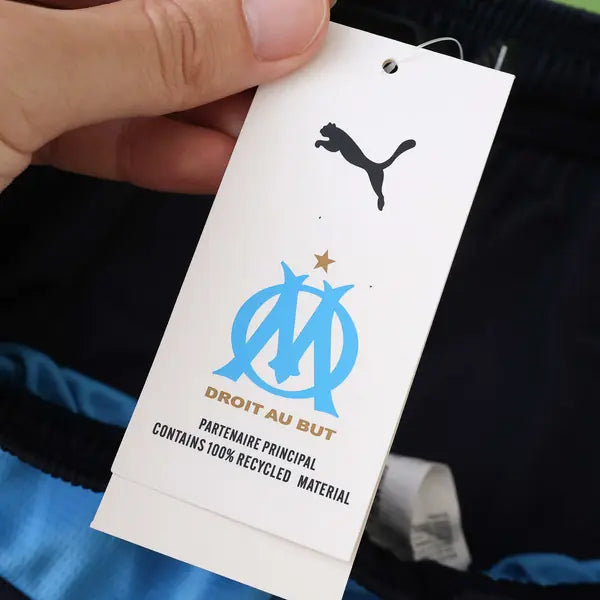 DROIT AU BUT
PARTENAIRE PRINCIPAL
CONTAINS 100% RECYCLED MATERIAL